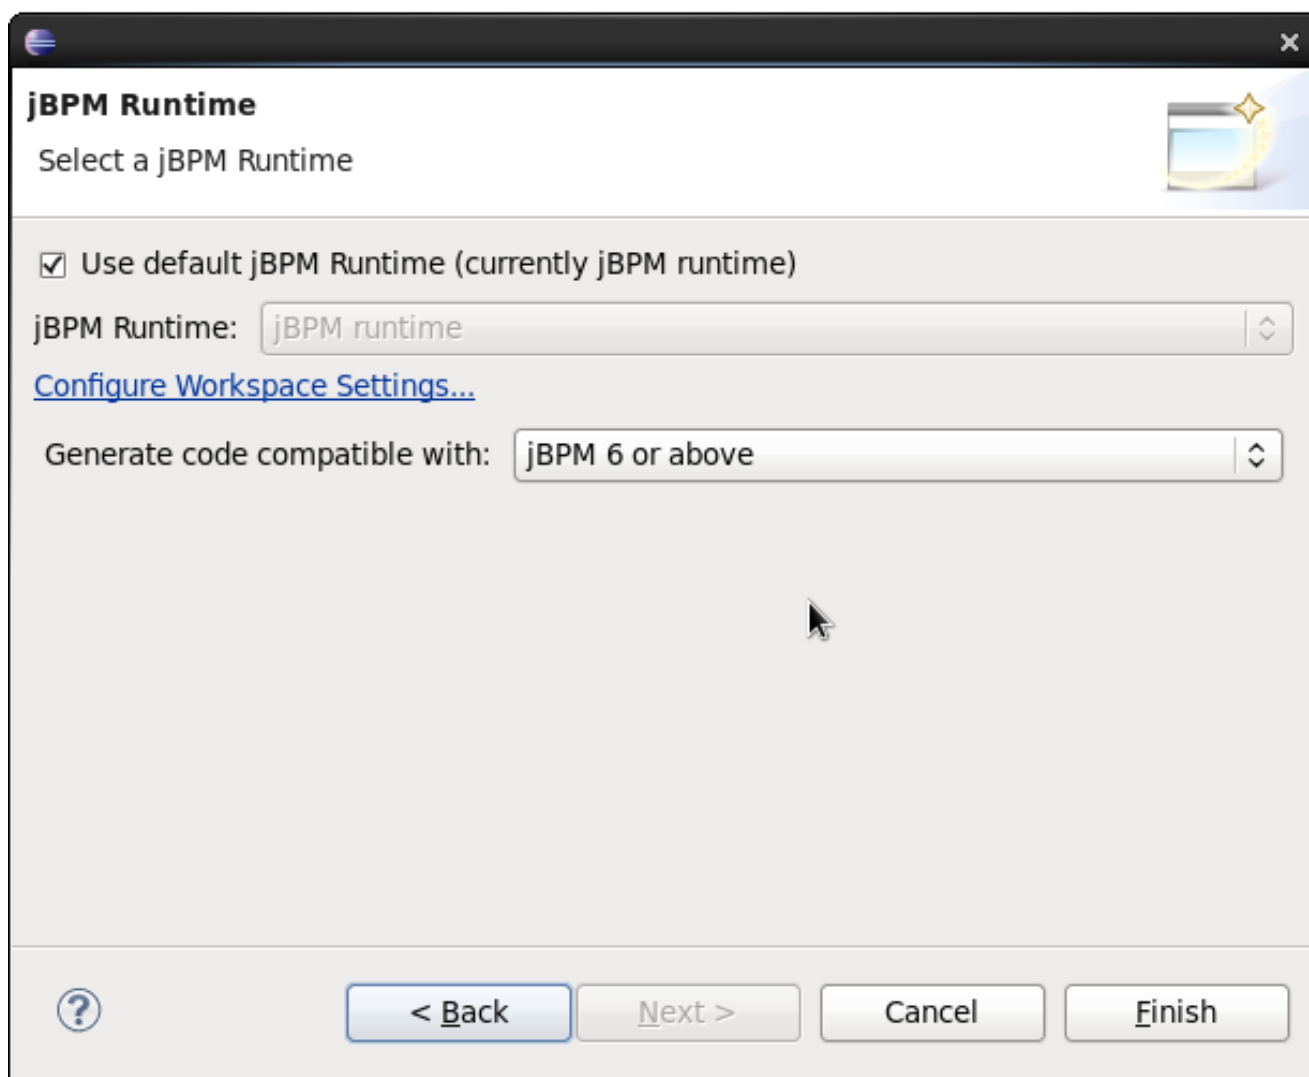 jBPM Runtime
Select a jBPM Runtime
Use default jBPM Runtime (currently jBPM runtime)
jBPM Runtime: jBPM runtime
Configure Workspace Settings...
Generate code compatible with: jBPM 6 or above
? < Back Next > Cancel Finish